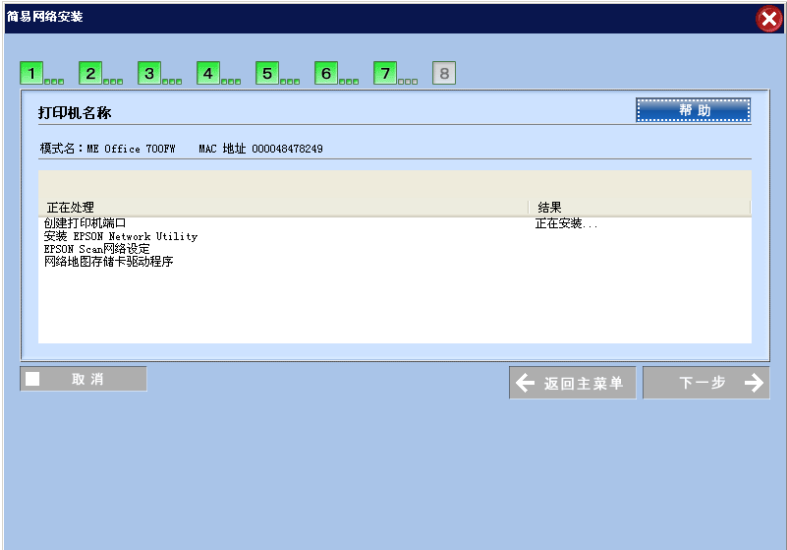 简易网络安装
1 2 3 4 5 6 7 8
打印机名称
帮助
模式名：ME Office 700FW MAC 地址 000048478249
正在处理 结果
创建打印机端口 正在安装...
安装 EPSON Network Utility
EPSON Scan网络设定
网络地图存储卡驱动程序
取消 返回主菜单 下一步